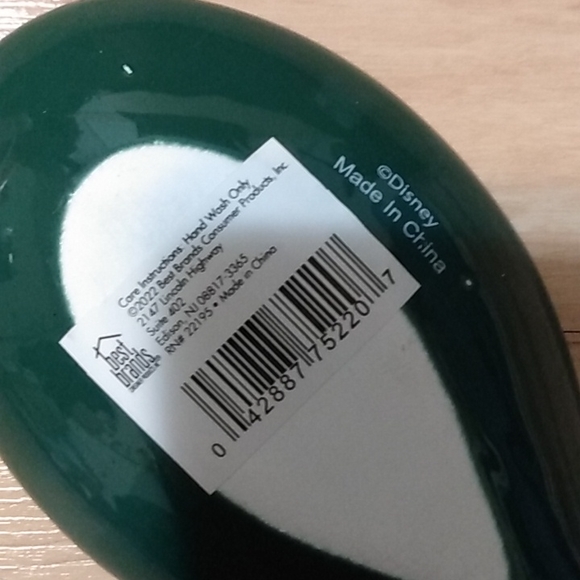 ©Disney
Made In China
Care Instructions: Hand Wash Only
©2022 Best Brands Consumer Products, Inc
2147 Lincoln Highway
Suite 402
Edison, NJ 08817-3365
RN# 22195 • Made in China
best
brands
0 42887 75220 7